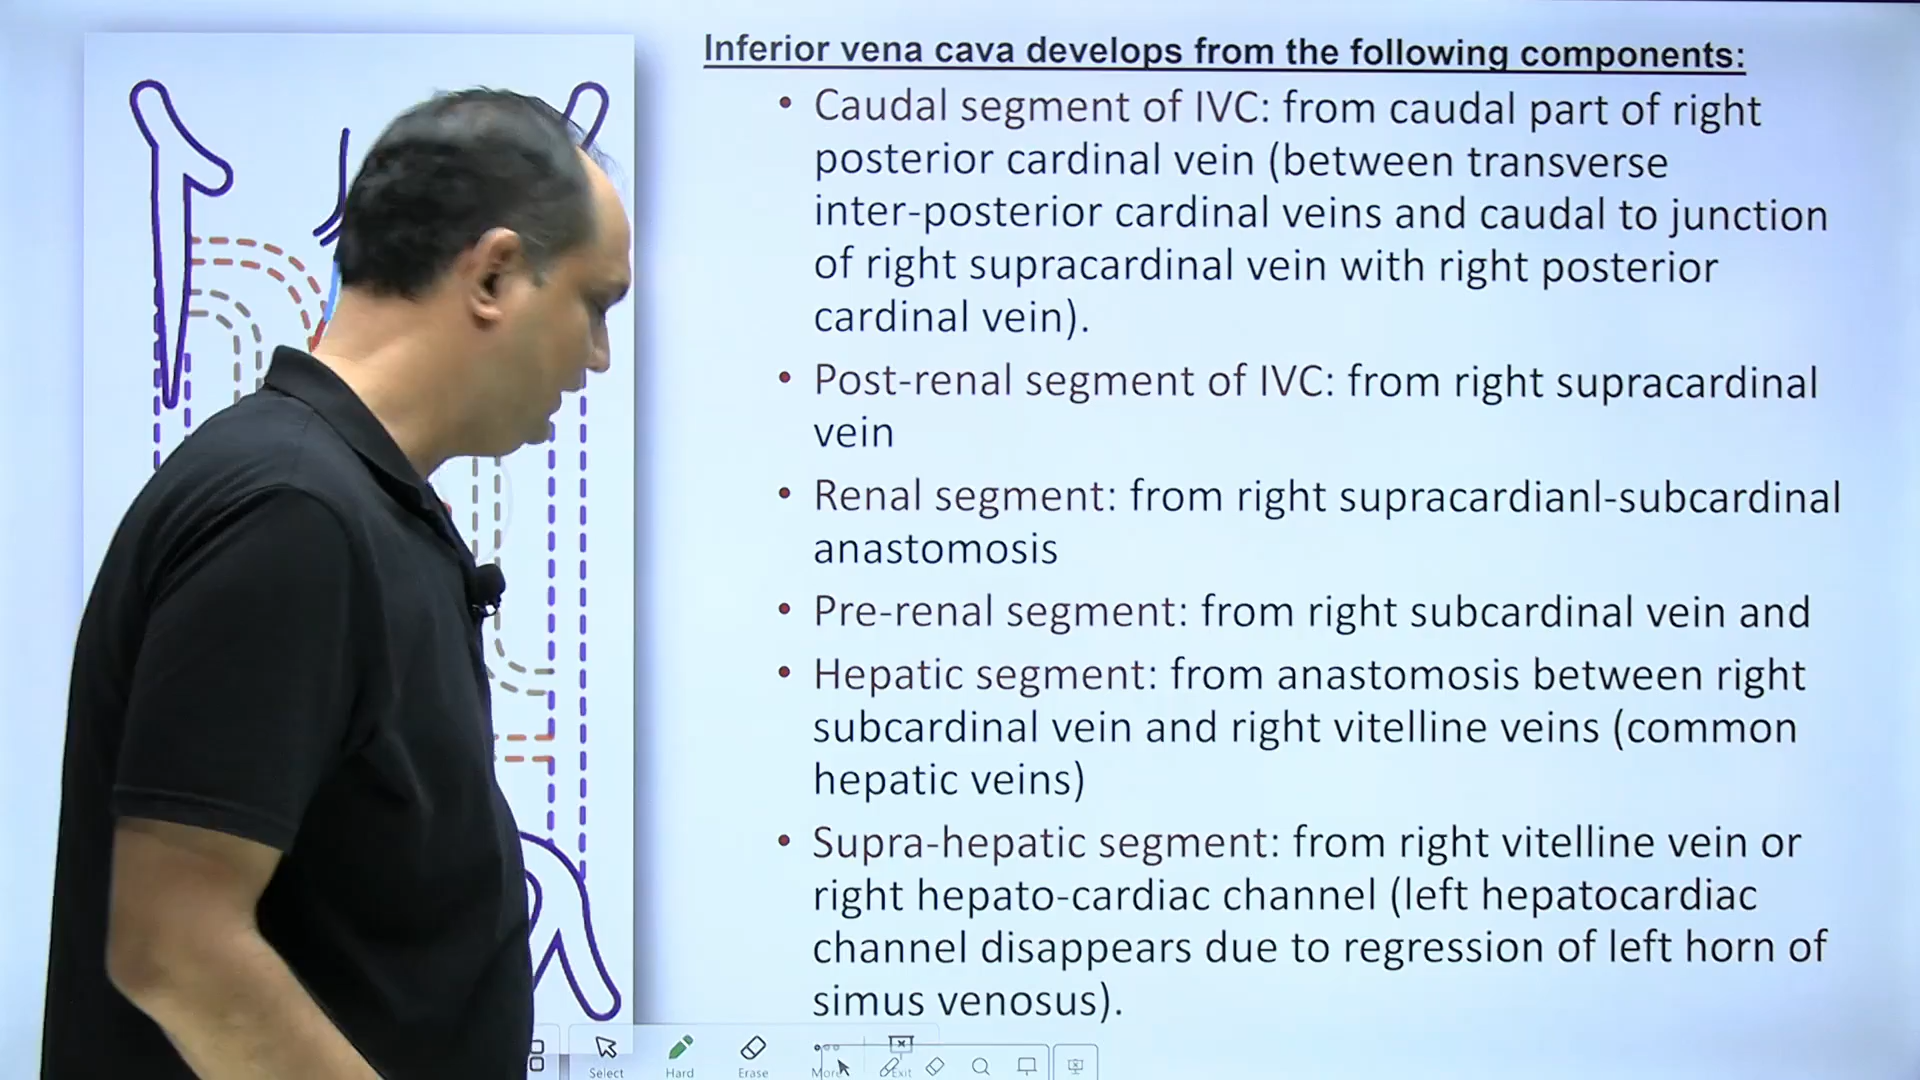 Inferior vena cava develops from the following components:
• Caudal segment of IVC: from caudal part of right
posterior cardinal vein (between transverse
inter-posterior cardinal veins and caudal to junction
of right supracardinal vein with right posterior
cardinal vein).
• Post-renal segment of IVC: from right supracardinal
vein
• Renal segment: from right supracardianl-subcardinal
anastomosis
• Pre-renal segment: from right subcardinal vein and
• Hepatic segment: from anastomosis between right
subcardinal vein and right vitelline veins (common
hepatic veins)
• Supra-hepatic segment: from right vitelline vein or
right hepato-cardiac channel (left hepatocardiac
channel disappears due to regression of left horn of
simus venosus).
Select Hard Erase More Exit